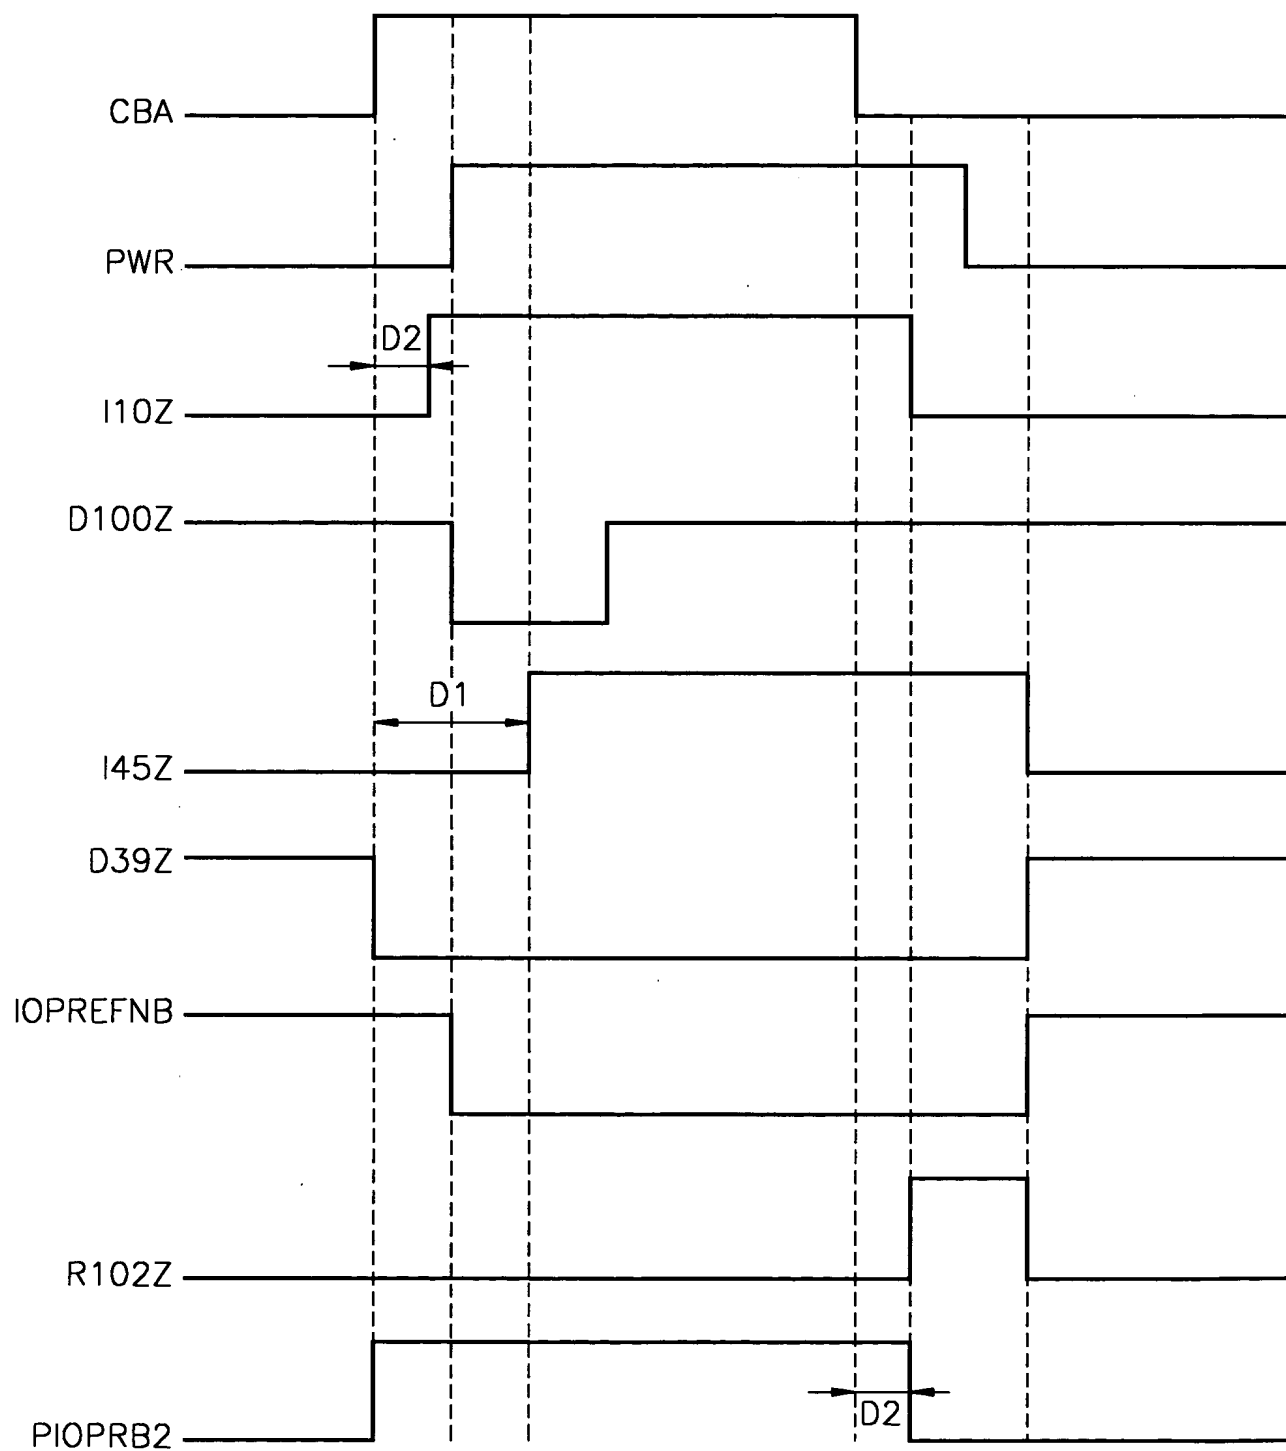 CBA
PWR
D2
I10Z
D100Z
D1
I45Z
D39Z
IOPREFNB
R102Z
D2
PIOPRB2